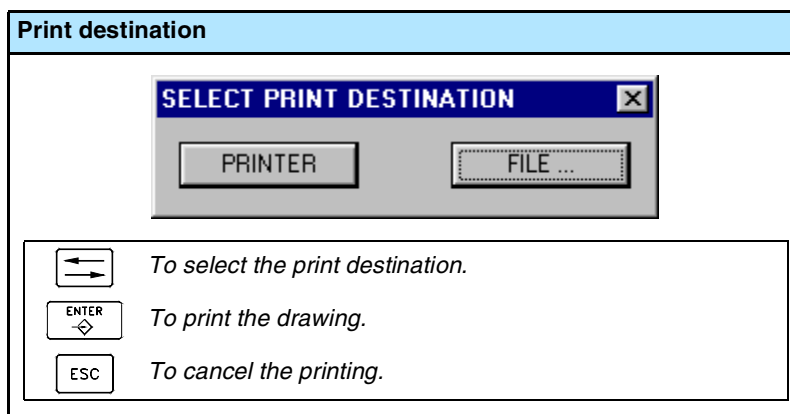 Print destination
SELECT PRINT DESTINATION
PRINTER
FILE ...
To select the print destination.
ENTER
To print the drawing.
ESC
To cancel the printing.